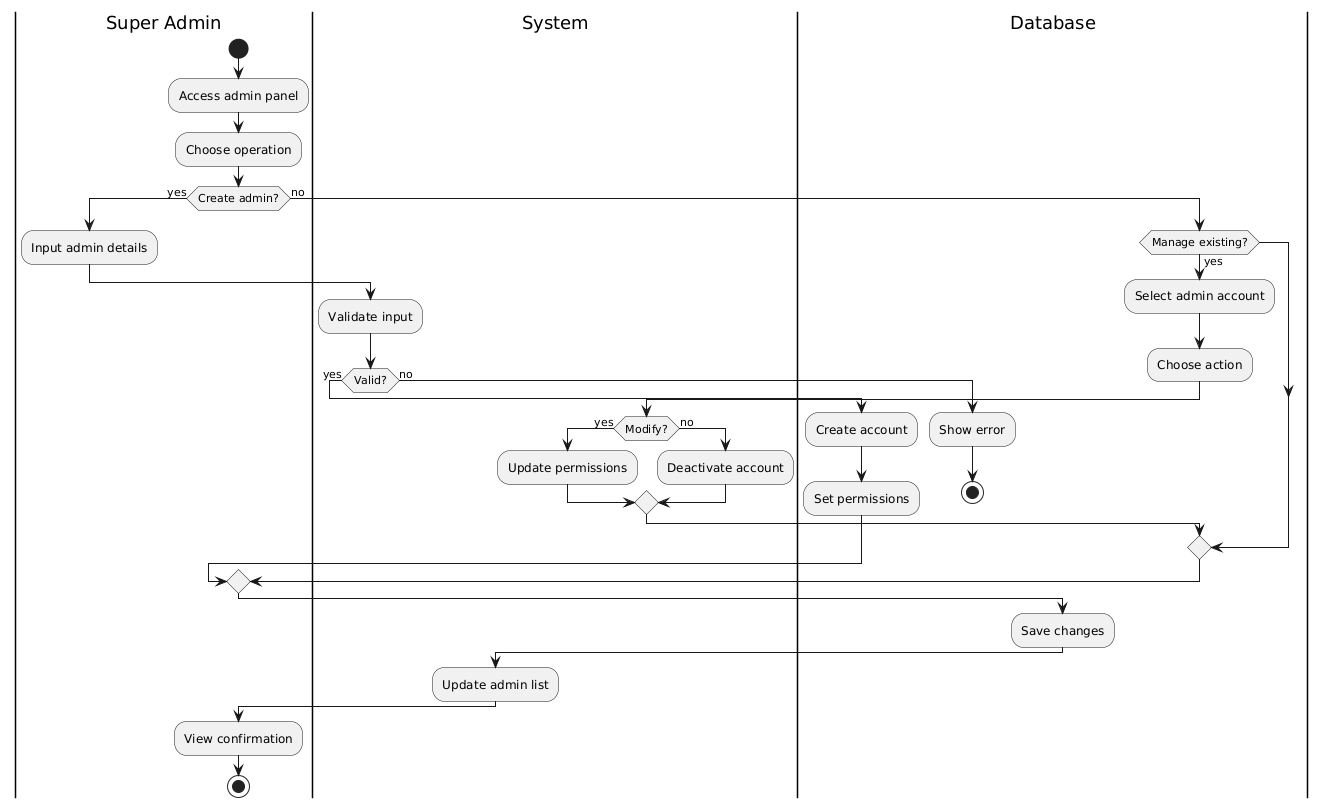 Super Admin
System
Database
Access admin panel
Choose operation
yes
Create admin?
no
Input admin details
Manage existing?
yes
Select admin account
Validate input
Choose action
yes
Valid?
no
yes
Modify?
no
Create account
Show error
Update permissions
Deactivate account
Set permissions
Save changes
Update admin list
View confirmation